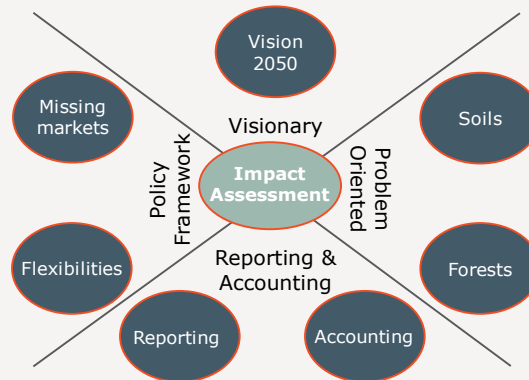 Vision
2050
Missing
markets
Soils
Visionary
Policy
Framework
Impact
Assessment
Problem
Oriented
Flexibilities
Reporting &
Accounting
Forests
Reporting
Accounting